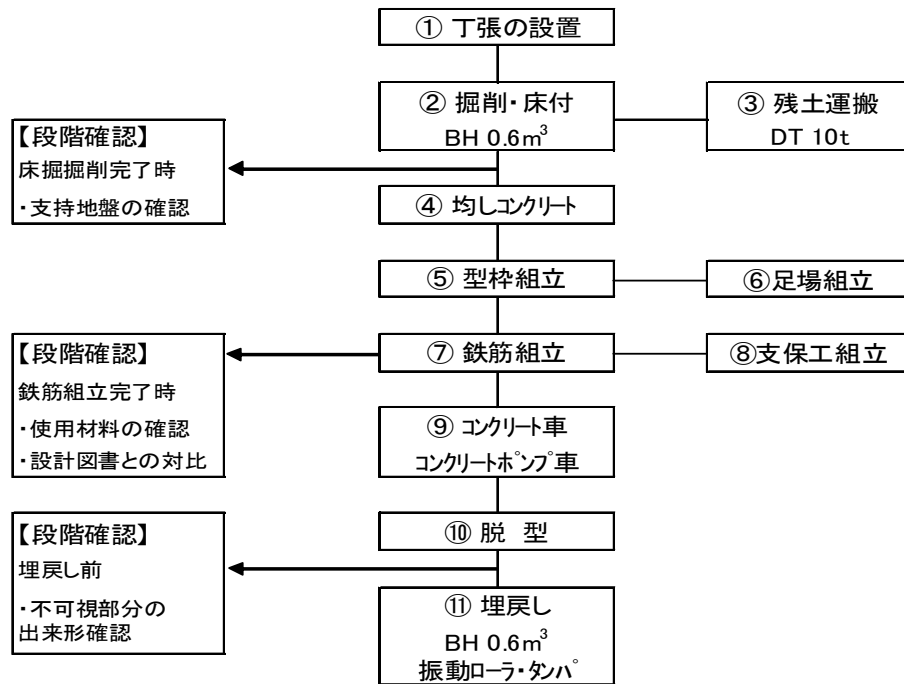 ① 丁張の設置
② 掘削・床付
BH 0.6m³
③ 残土運搬
DT 10t
【段階確認】
床掘掘削完了時
・支持地盤の確認
④ 均しコンクリート
⑤ 型枠組立
⑥足場組立
【段階確認】
鉄筋組立完了時
・使用材料の確認
・設計図書との対比
⑦ 鉄筋組立
⑧支保工組立
⑨ コンクリート車
コンクリートポンプ車
⑩ 脱 型
【段階確認】
埋戻し前
・不可視部分の
出来形確認
⑪ 埋戻し
BH 0.6m³
振動ローラ・タンパ